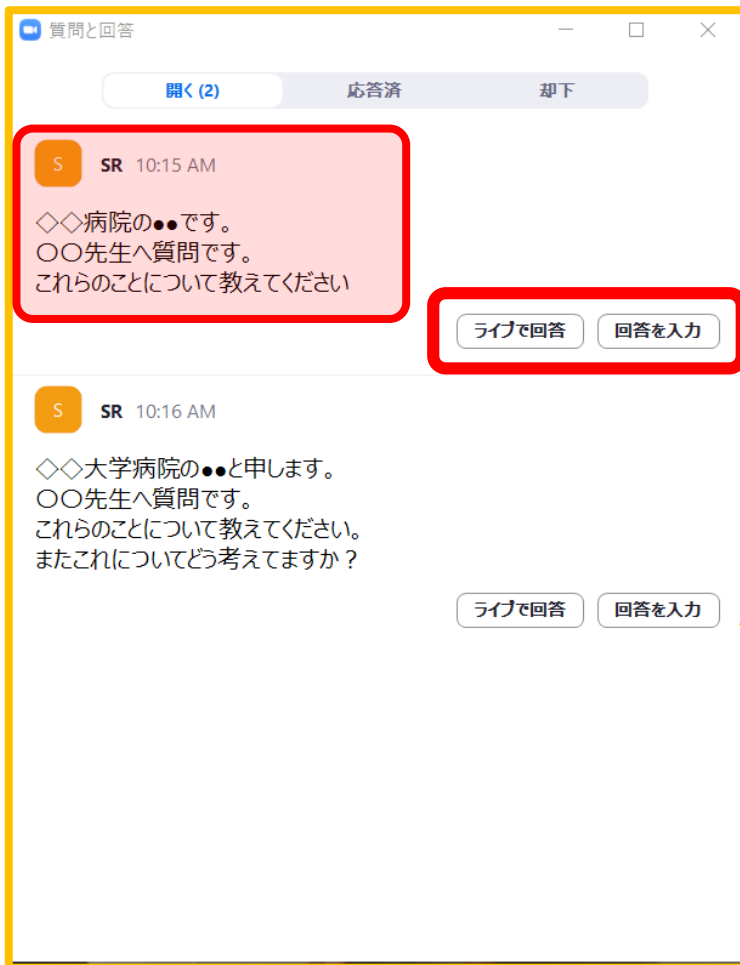 質問と回答
開く (2)
応答済
却下
S
SR 10:15 AM
◇◇病院の●●です。
〇〇先生へ質問です。
これらのことについて教えてください
ライブで回答
回答を入力
S
SR 10:16 AM
◇◇大学病院の●●と申します。
〇〇先生へ質問です。
これらのことについて教えてください。
またこれについてどう考えてますか？
ライブで回答
回答を入力